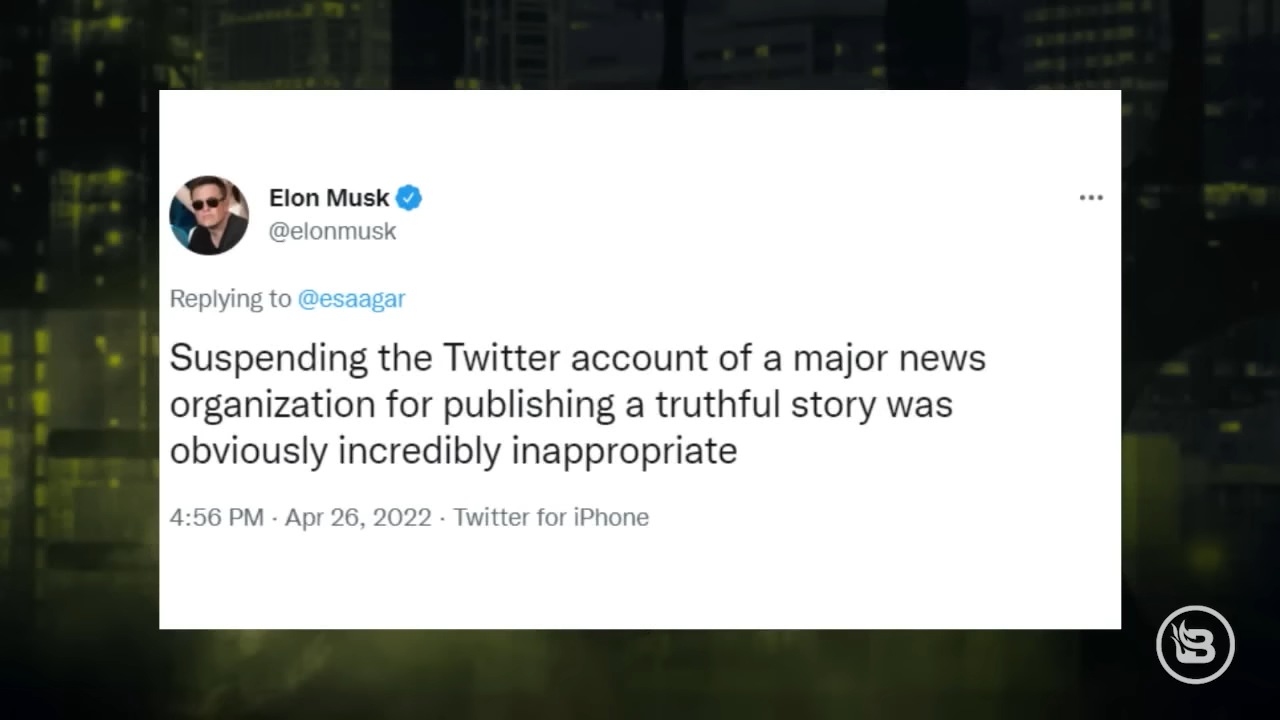 Elon Musk
@elonmusk
Replying to @esaagar
Suspending the Twitter account of a major news
organization for publishing a truthful story was
obviously incredibly inappropriate
4:56 PM · Apr 26, 2022 · Twitter for iPhone
B